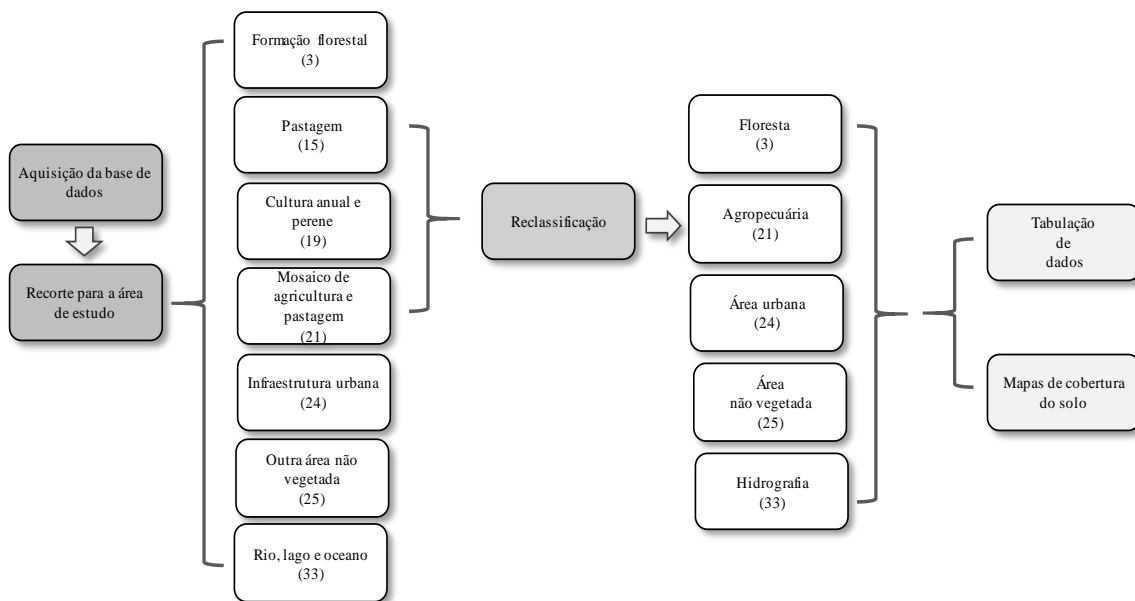 Aquisição da base de
dados
Recorte para a área
de estudo
Formação florestal
(3)
Pastagem
(15)
Cultura anual e
perene
(19)
Mosaico de
agricultura e
pastagem
(21)
Infraestrutura urbana
(24)
Outra área não
vegetada
(25)
Rio, lago e oceano
(33)
Reclassificação
Floresta
(3)
Agropecuária
(21)
Área urbana
(24)
Área
não vegetada
(25)
Hidrografia
(33)
Tabulação
de
dados
Mapas de cobertura
do solo